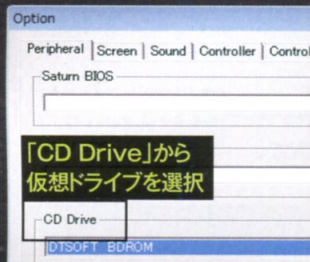 Option
Peripheral | Screen | Sound | Controller | Control
Saturn BIOS
「CD Drive」から
仮想ドライブを選択
CD Drive
DTSOFT BDROM